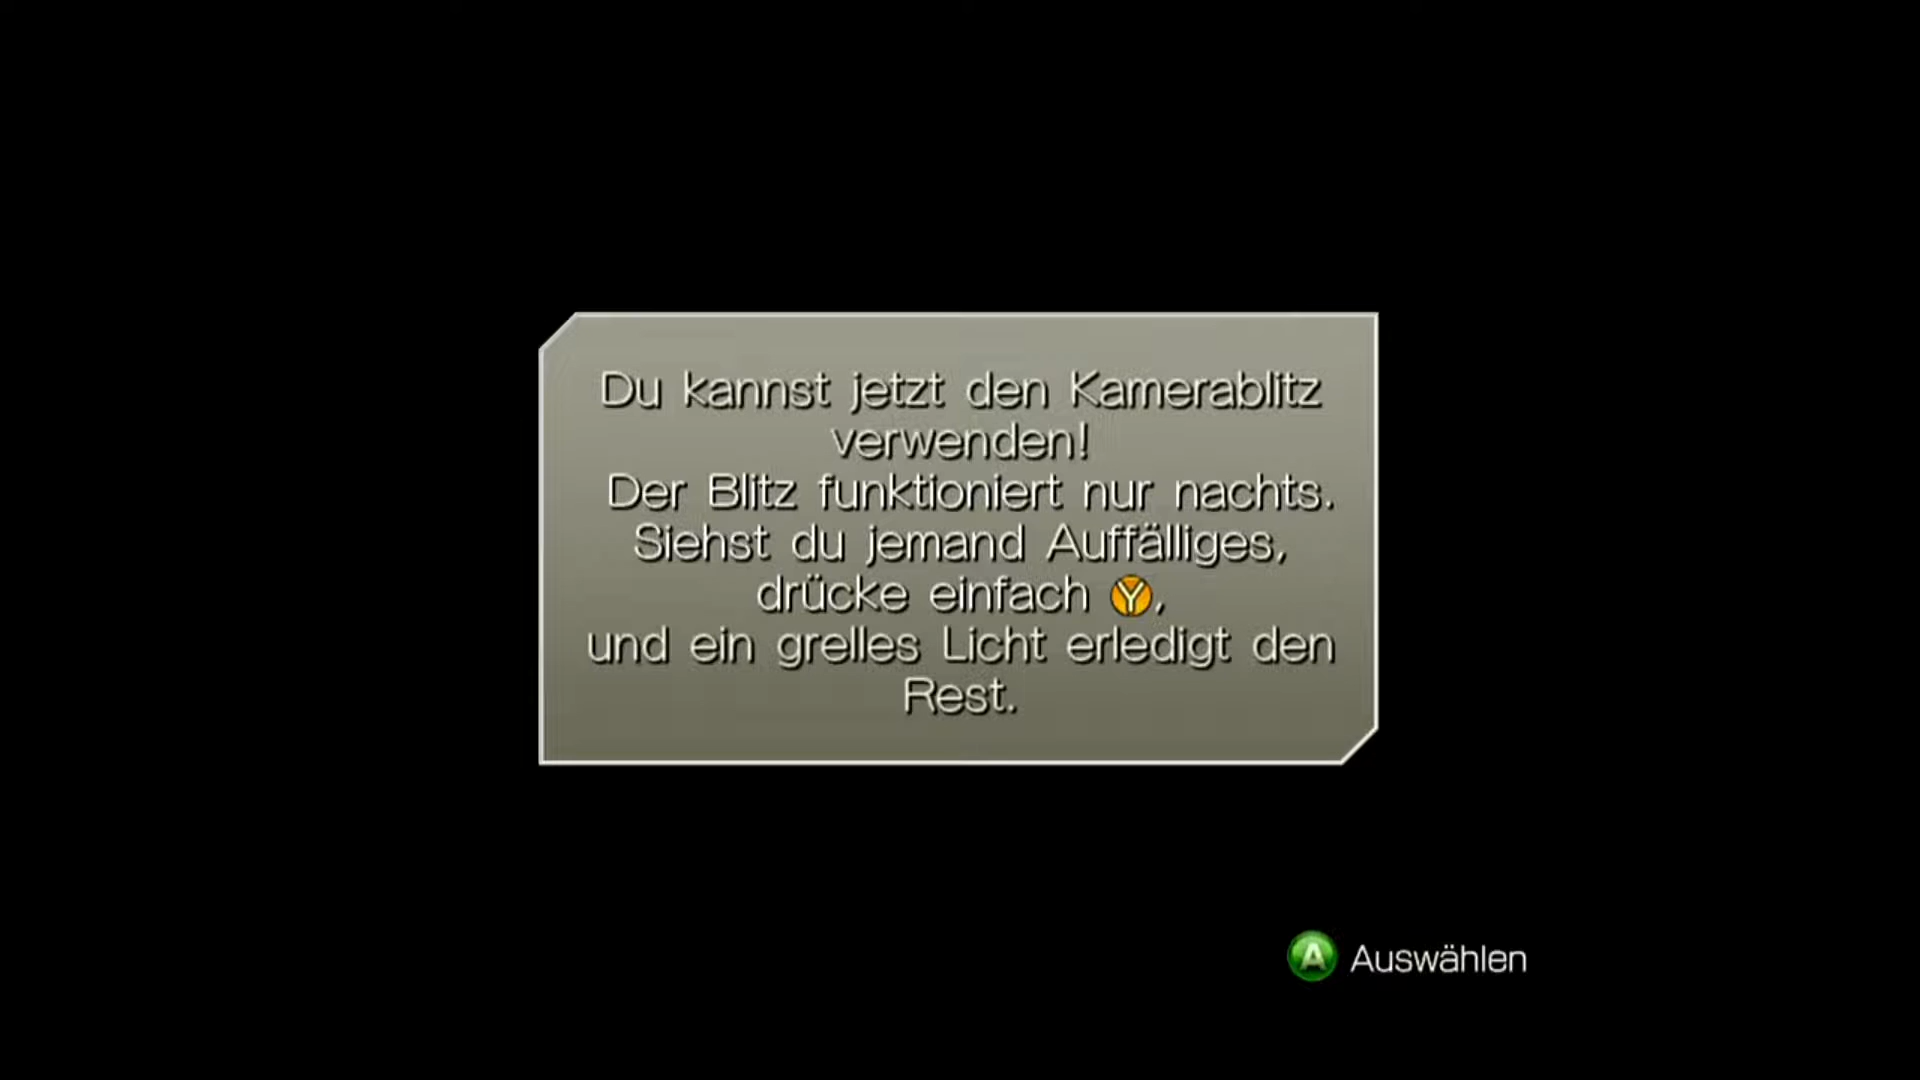 Du kannst jetzt den Kamerablitz
verwenden!
Der Blitz funktioniert nur nachts.
Siehst du jemand Auffälliges,
drücke einfach Y,
und ein grelles Licht erledigt den
Rest.
A Auswählen